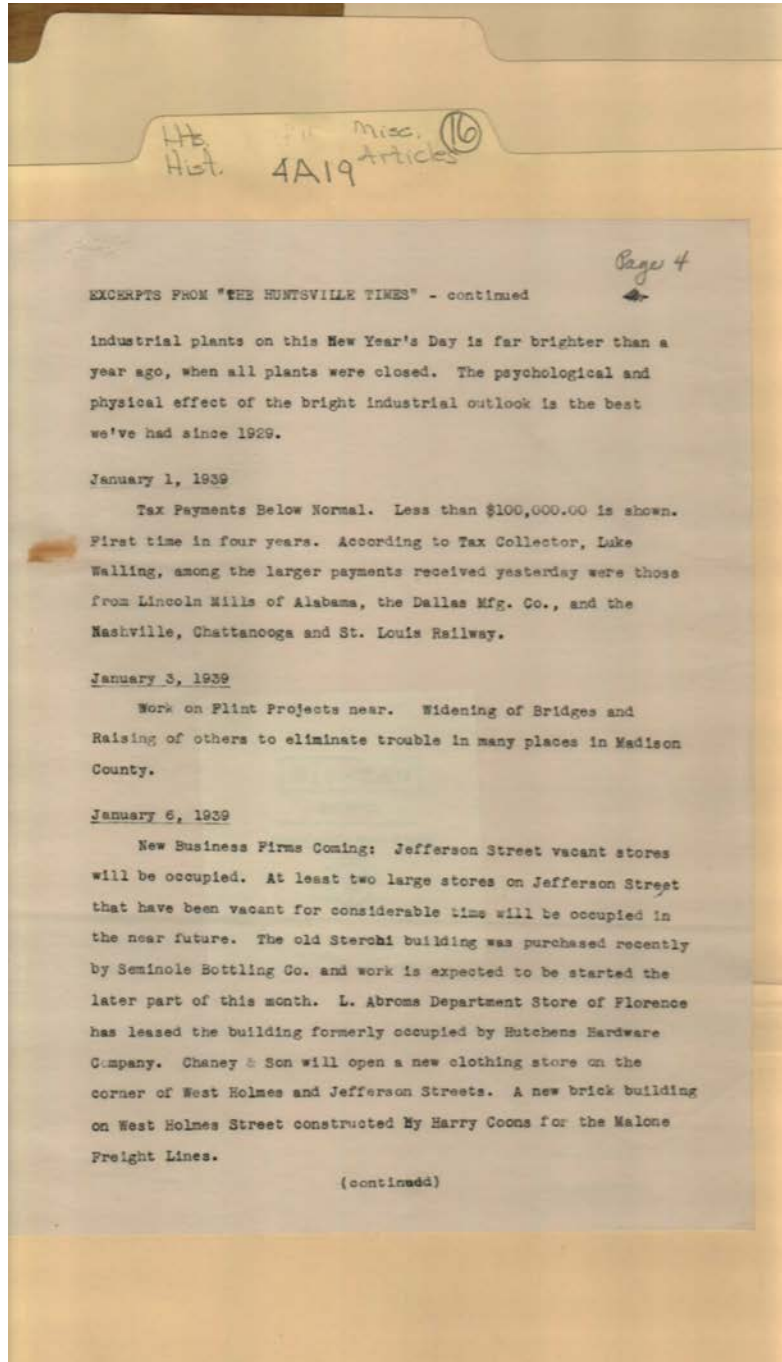 Hts. Misc. 16
Hist. 4A19 Articles
Page 4
EXCERPTS FROM "THE HUNTSVILLE TIMES" - continued
industrial plants on this New Year's Day is far brighter than a
year ago, when all plants were closed. The psychological and
physical effect of the bright industrial outlook is the best
we've had since 1929.
January 1, 1939
Tax Payments Below Normal. Less than $100,000.00 is shown.
First time in four years. According to Tax Collector, Luke
Walling, among the larger payments received yesterday were those
from Lincoln Mills of Alabama, the Dallas Mfg. Co., and the
Nashville, Chattanooga and St. Louis Railway.
January 3, 1939
Work on Flint Projects near. Widening of Bridges and
Raising of others to eliminate trouble in many places in Madison
County.
January 6, 1939
New Business Firms Coming: Jefferson Street vacant stores
will be occupied. At least two large stores on Jefferson Street
that have been vacant for considerable time will be occupied in
the near future. The old Sterchi building was purchased recently
by Seminole Bottling Co. and work is expected to be started the
later part of this month. L. Abroms Department Store of Florence
has leased the building formerly occupied by Hutchens Hardware
Company. Chaney & Son will open a new clothing store on the
corner of West Holmes and Jefferson Streets. A new brick building
on West Holmes Street constructed By Harry Coons for the Malone
Freight Lines.
(continedd)